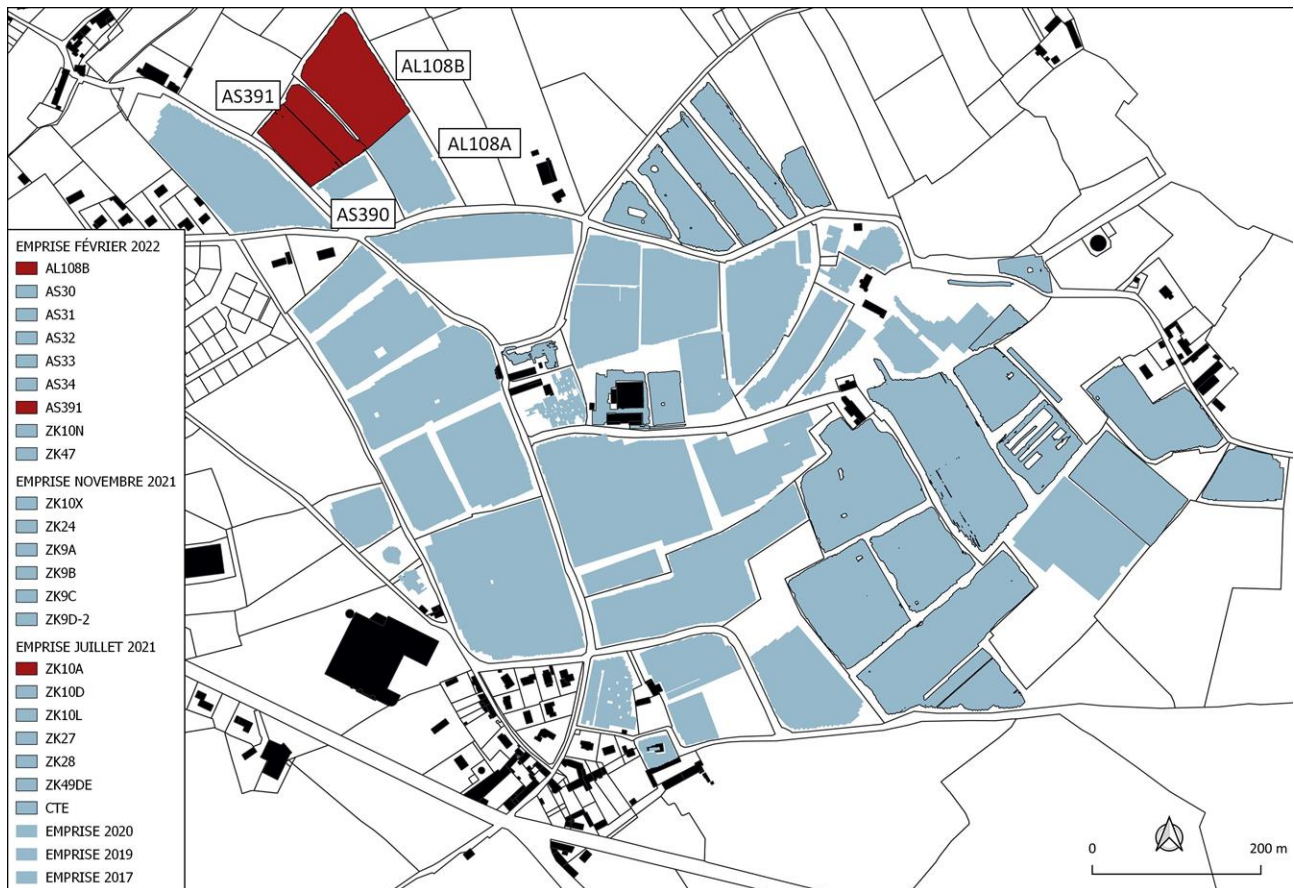 AL108B
AS391
AL108A
AS390
EMPRISE FÉVRIER 2022
AL108B
AS30
AS31
AS32
AS33
AS34
AS391
ZK10N
ZK47
EMPRISE NOVEMBRE 2021
ZK10X
ZK24
ZK9A
ZK9B
ZK9C
ZK9D-2
EMPRISE JUILLET 2021
ZK10A
ZK10D
ZK10L
ZK27
ZK28
ZK49DE
CTE
EMPRISE 2020
EMPRISE 2019
EMPRISE 2017
0 200 m